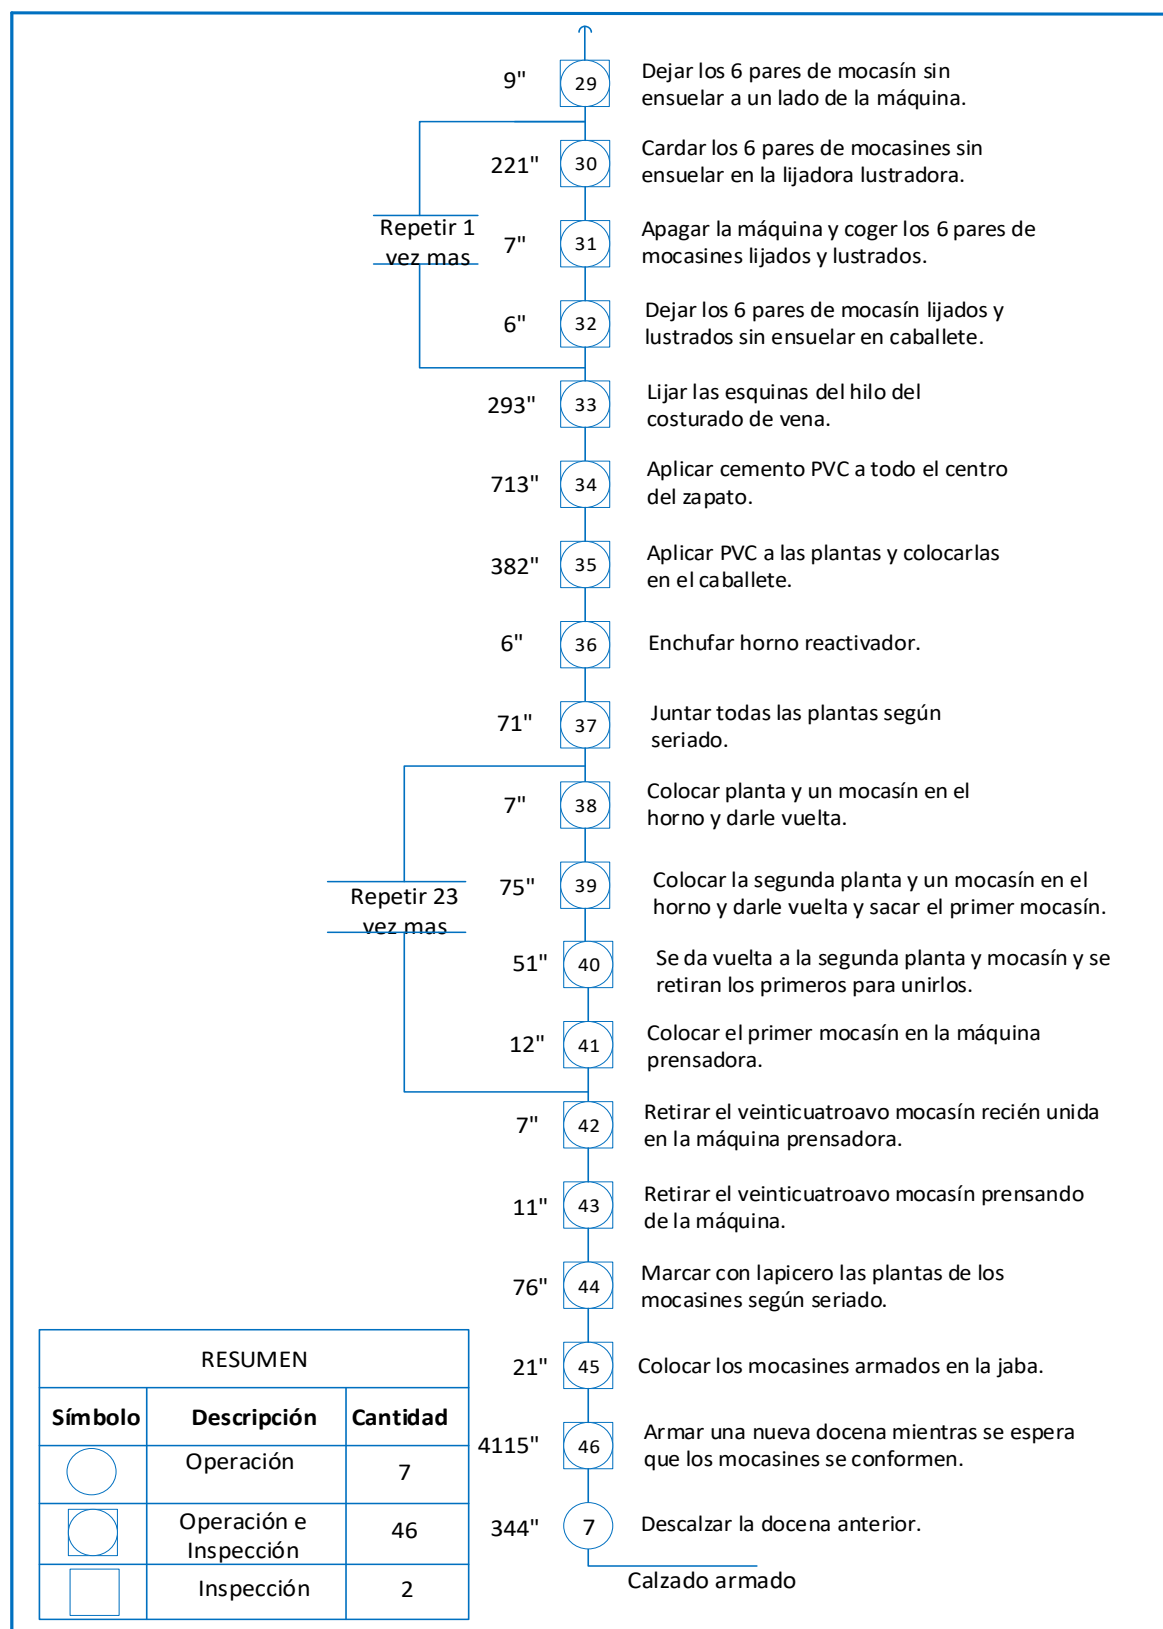 9"
29
Dejar los 6 pares de mocasín sin
ensuelar a un lado de la máquina.
221"
30
Cardar los 6 pares de mocasines sin
ensuelar en la lijadora lustradora.
Repetir 1
vez mas
7"
31
Apagar la máquina y coger los 6 pares de
mocasines lijados y lustrados.
6"
32
Dejar los 6 pares de mocasín lijados y
lustrados sin ensuelar en caballete.
293"
33
Lijar las esquinas del hilo del
costurado de vena.
713"
34
Aplicar cemento PVC a todo el centro
del zapato.
382"
35
Aplicar PVC a las plantas y colocarlas
en el caballete.
6"
36
Enchufar horno reactivador.
71"
37
Juntar todas las plantas según
seriado.
7"
38
Colocar planta y un mocasín en el
horno y darle vuelta.
Repetir 23
vez mas
75"
39
Colocar la segunda planta y un mocasín en el
horno y darle vuelta y sacar el primer mocasín.
51"
40
Se da vuelta a la segunda planta y mocasín y se
retiran los primeros para unirlos.
12"
41
Colocar el primer mocasín en la máquina
prensadora.
7"
42
Retirar el veinticuatroavo mocasín recién unida
en la máquina prensadora.
11"
43
Retirar el veinticuatroavo mocasín prensando
de la máquina.
76"
44
Marcar con lapicero las plantas de los
mocasines según seriado.
21"
45
Colocar los mocasines armados en la jaba.
4115"
46
Armar una nueva docena mientras se espera
que los mocasines se conformen.
344"
7
Descalzar la docena anterior.
Calzado armado
RESUMEN
Símbolo Descripción Cantidad
Operación 7
Operación e
Inspección
46
Inspección 2